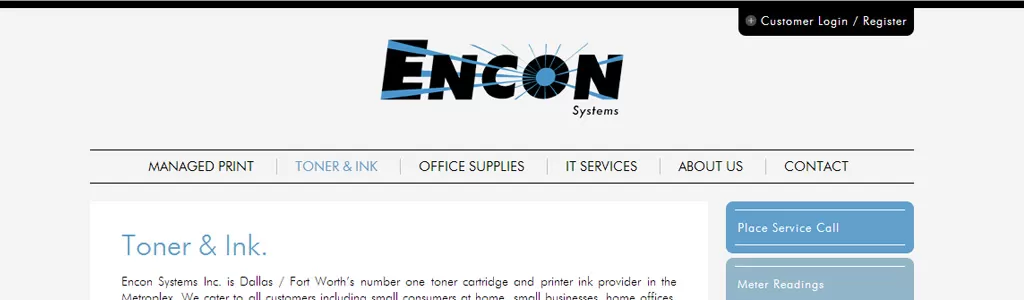 Customer Login / Register
ENCON
Systems
MANAGED PRINT
TONER & INK
OFFICE SUPPLIES
IT SERVICES
ABOUT US
CONTACT
Toner & Ink.
Encon Systems Inc. is Dallas / Fort Worth's number one toner cartridge and printer ink provider in the
Metroplex. We cater to all customers including small consumers at home, small businesses, home offices,
Place Service Call
Meter Readings